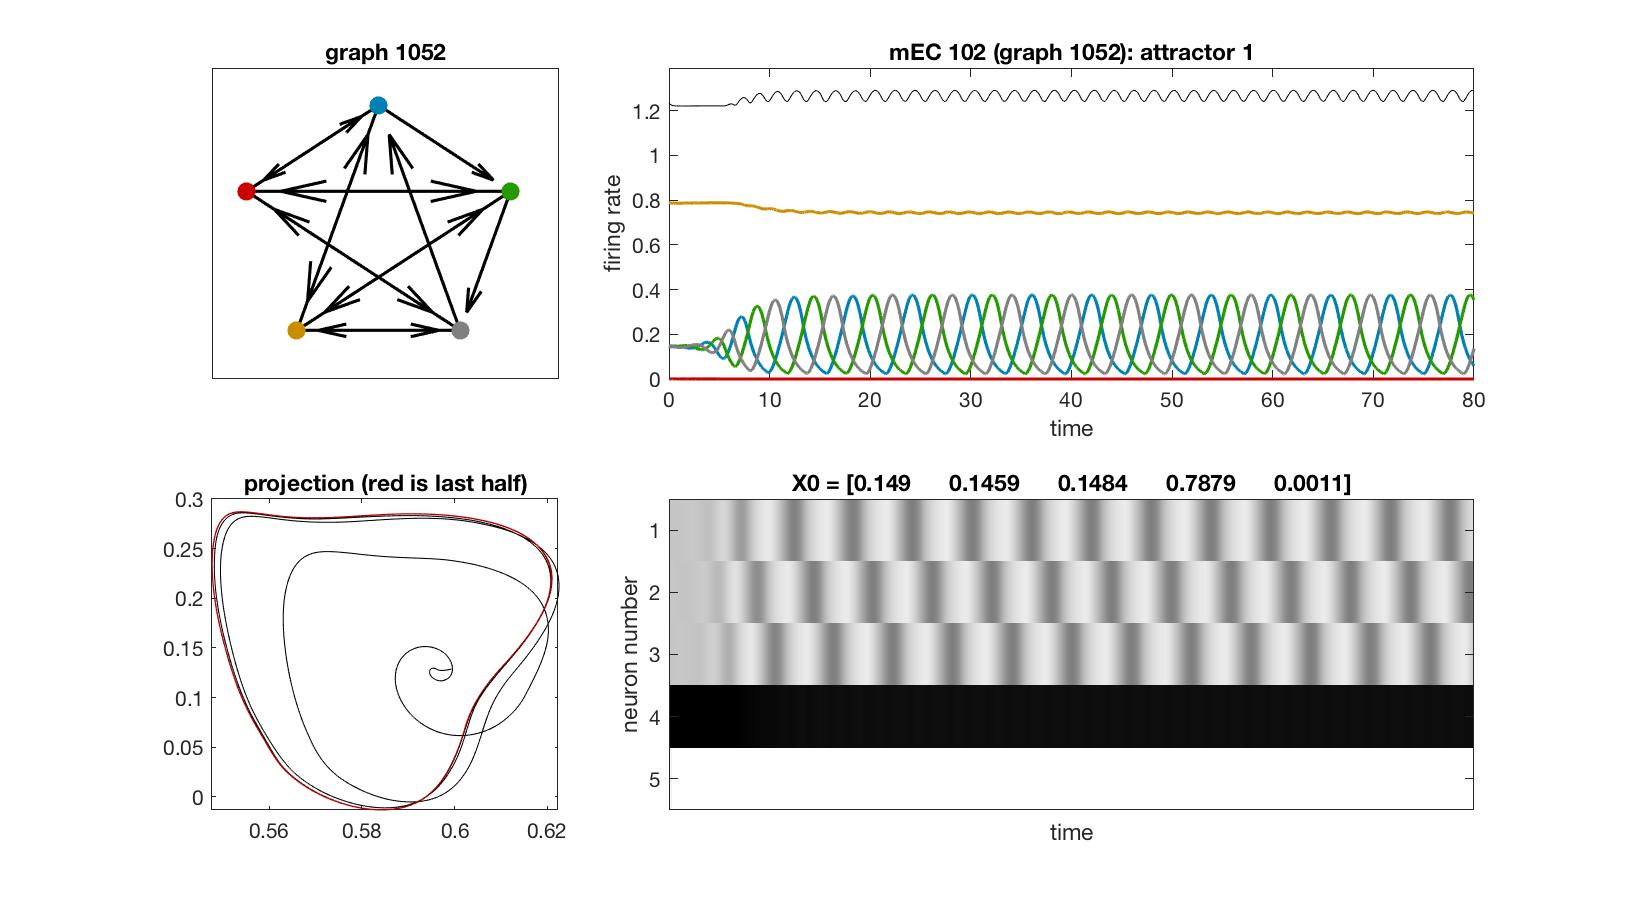 graph 1052
mEC 102 (graph 1052): attractor 1
firing rate
1.2
1
0.8
0.6
0.4
0.2
0
0 10 20 30 40 50 60 70 80
time
projection (red is last half)
0.3
0.25
0.2
0.15
0.1
0.05
0
0.56 0.58 0.6 0.62
X0 = [0.149 0.1459 0.1484 0.7879 0.0011]
neuron number
1
2
3
4
5
time